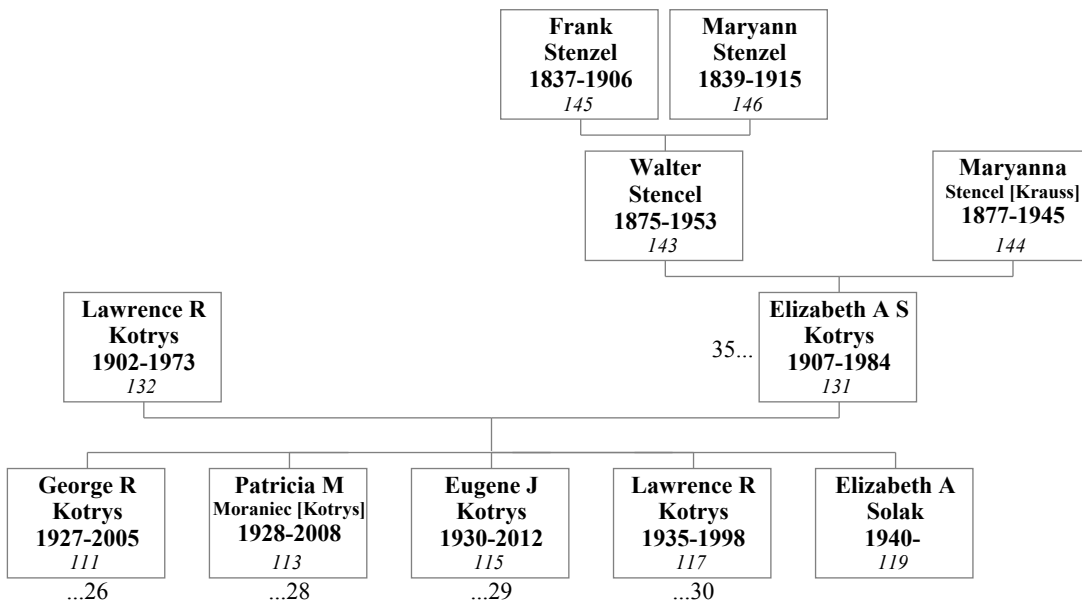 Frank
Stenzel
1837-1906
145
Maryann
Stenzel
1839-1915
146
Walter
Stencel
1875-1953
143
Maryanna
Stencel [Krauss]
1877-1945
144
Lawrence R
Kotrys
1902-1973
132
35...
Elizabeth A S
Kotrys
1907-1984
131
George R
Kotrys
1927-2005
111
...26
Patricia M
Moraniec [Kotrys]
1928-2008
113
...28
Eugene J
Kotrys
1930-2012
115
...29
Lawrence R
Kotrys
1935-1998
117
...30
Elizabeth A
Solak
1940-
119